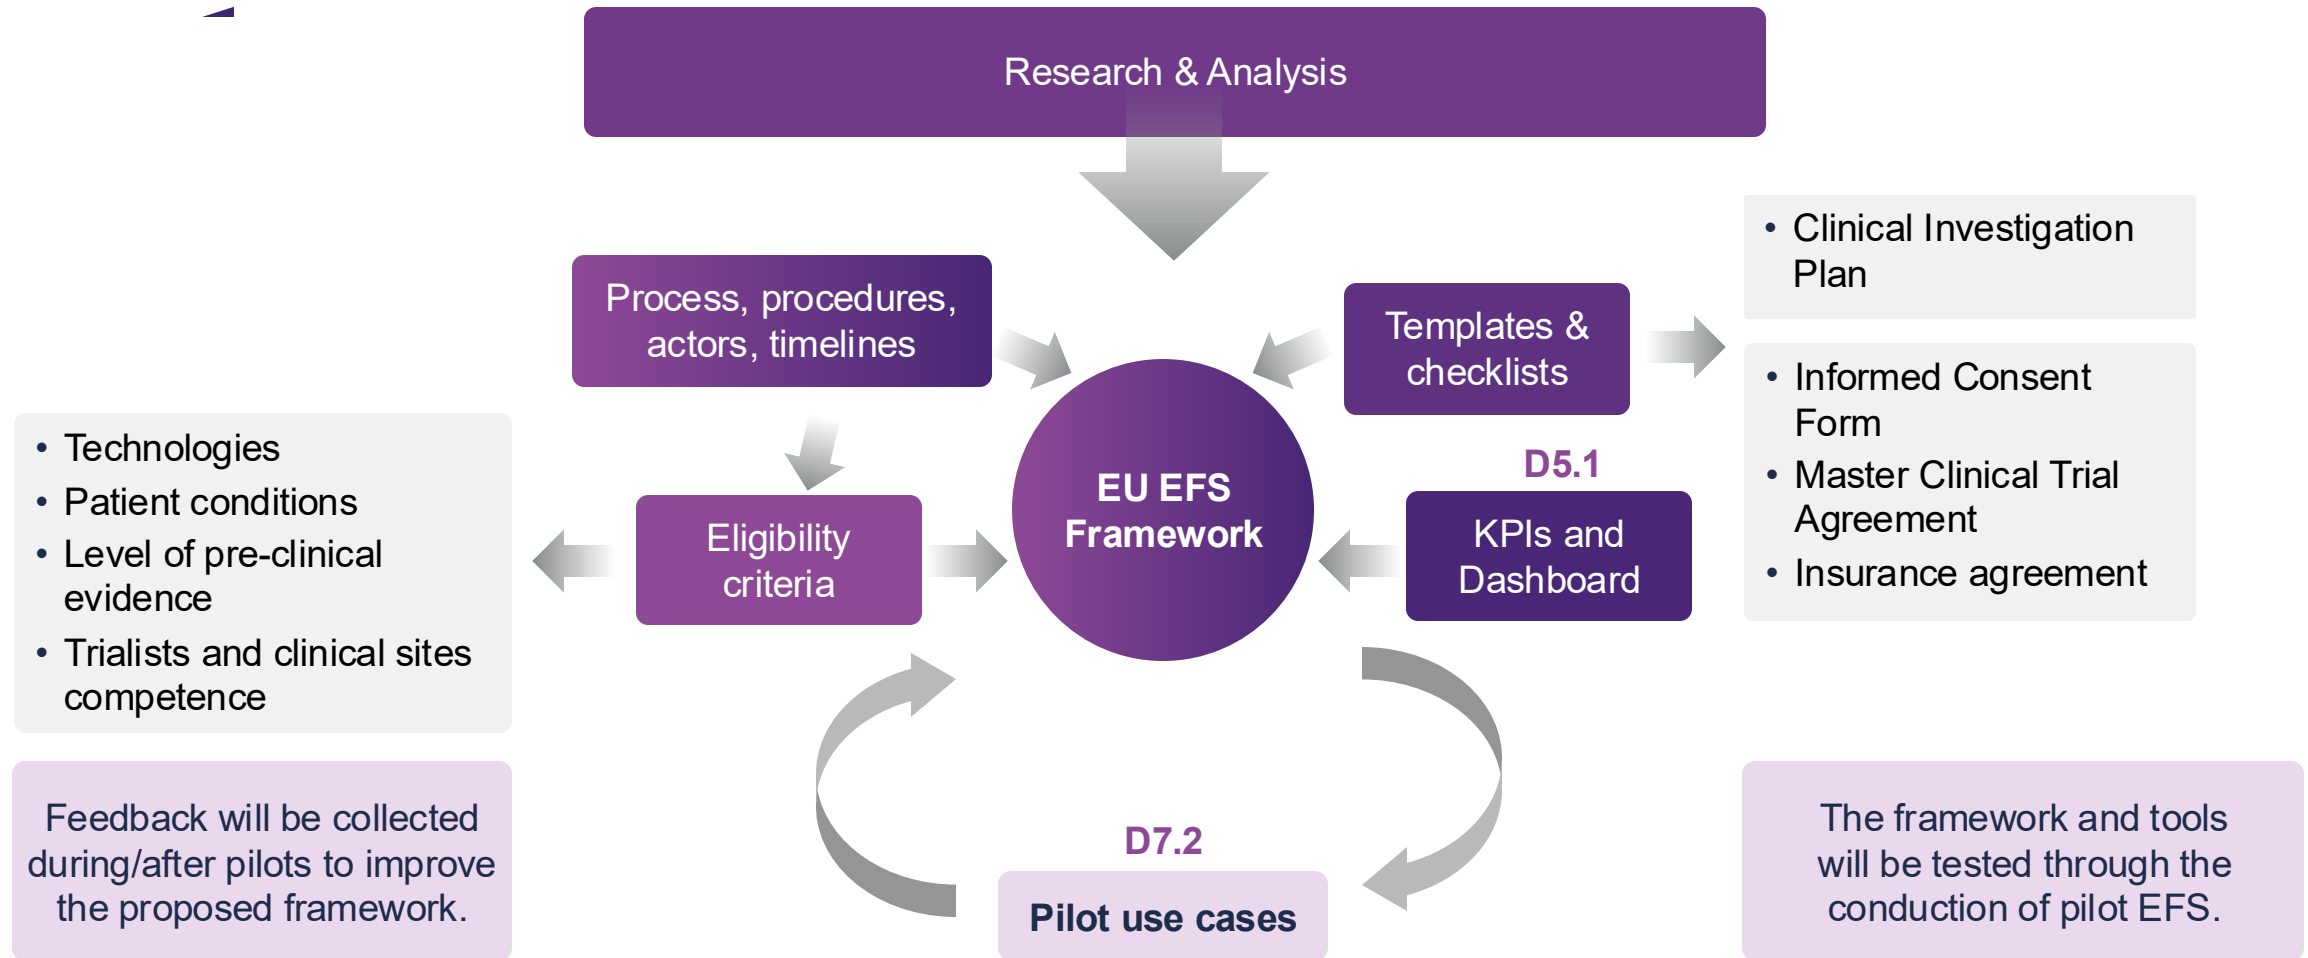 Research & Analysis
Process, procedures,
actors, timelines
Templates &
checklists
• Clinical Investigation
Plan
• Informed Consent
Form
• Master Clinical Trial
Agreement
• Insurance agreement
• Technologies
• Patient conditions
• Level of pre-clinical
evidence
• Trialists and clinical sites
competence
Eligibility
criteria
EU EFS
Framework
D5.1
KPIs and
Dashboard
Feedback will be collected
during/after pilots to improve
the proposed framework.
D7.2
Pilot use cases
The framework and tools
will be tested through the
conduction of pilot EFS.